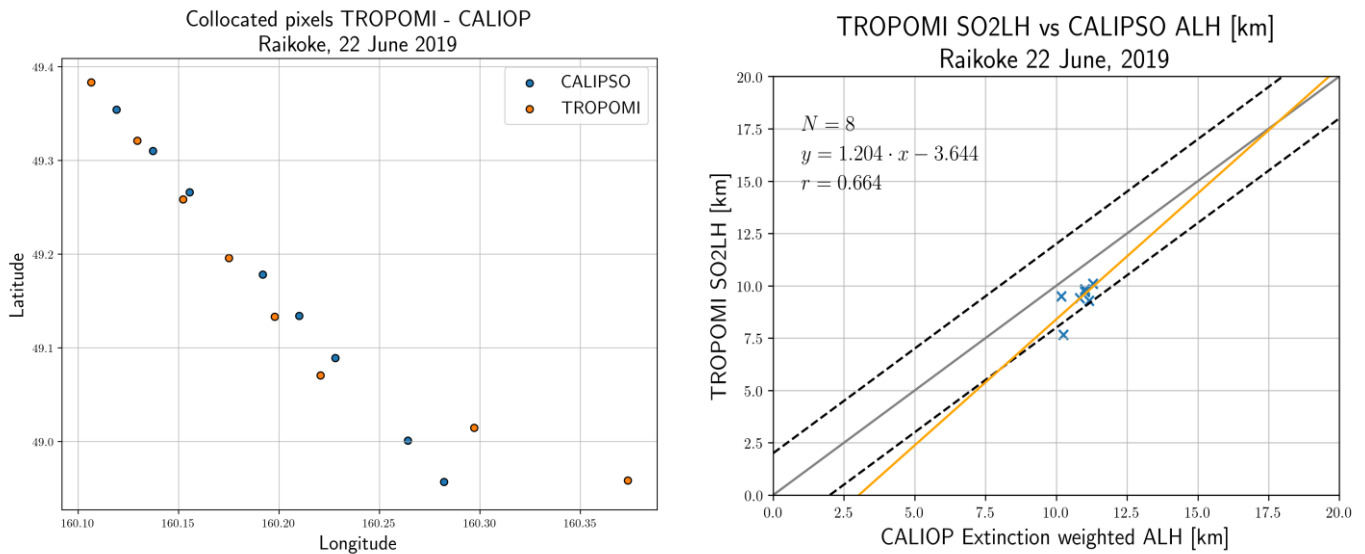 Collocated pixels TROPOMI - CALIOP
Raikoke, 22 June 2019
CALIPSO
TROPOMI
49.4
49.3
49.2
49.1
49.0
Latitude
160.10 160.15 160.20 160.25 160.30 160.35
Longitude
TROPOMI SO2LH vs CALIPSO ALH [km]
Raikoke 22 June, 2019
N = 8
y = 1.204 · x − 3.644
r = 0.664
20.0
17.5
15.0
12.5
10.0
7.5
5.0
2.5
0.0
TROPOMI SO2LH [km]
0.0 2.5 5.0 7.5 10.0 12.5 15.0 17.5 20.0
CALIOP Extinction weighted ALH [km]